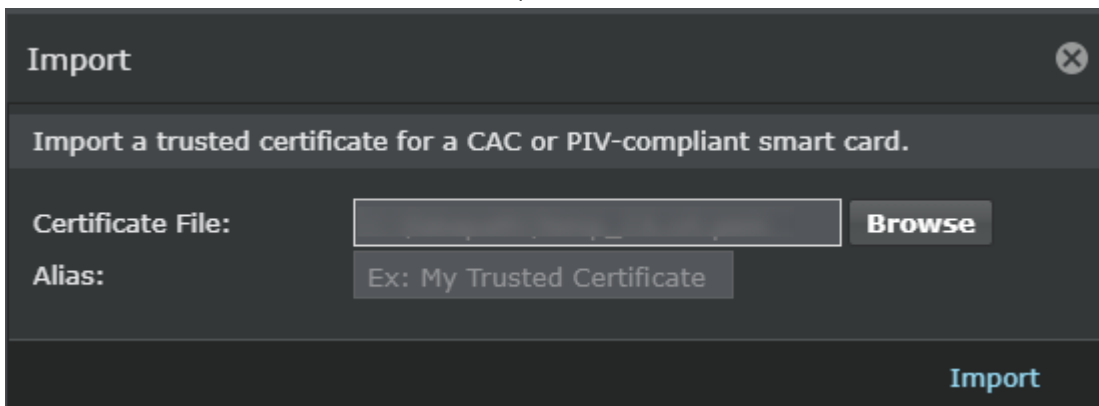 Import
Import a trusted certificate for a CAC or PIV-compliant smart card.
Certificate File: Browse
Alias: Ex: My Trusted Certificate
Import